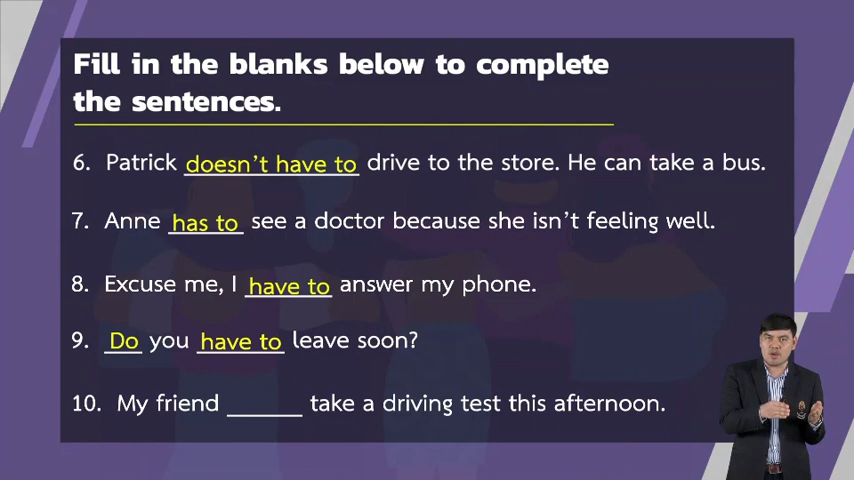 Fill in the blanks below to complete
the sentences.
6. Patrick doesn't have to drive to the store. He can take a bus.
7. Anne has to see a doctor because she isn't feeling well.
8. Excuse me, I have to answer my phone.
9. Do you have to leave soon?
10. My friend ______ take a driving test this afternoon.